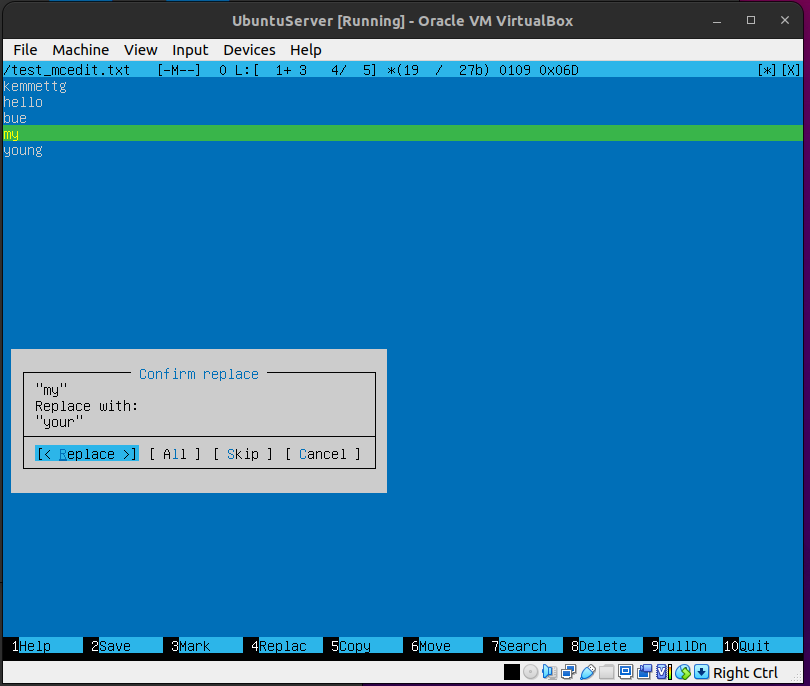 UbuntuServer [Running] - Oracle VM VirtualBox
File Machine View Input Devices Help
/test_mcedit.txt [-M--] 0 L:[ 1+ 3 4/ 5] *(19 / 27b) 0109 0x06D [*][X]
kemmettg
hello
bue
my
young
Confirm replace
"my"
Replace with:
"your"
[< Replace >] [ All ] [ Skip ] [ Cancel ]
1Help 2Save 3Mark 4Replac 5Copy 6Move 7Search 8Delete 9PullDn 10Quit
Right Ctrl